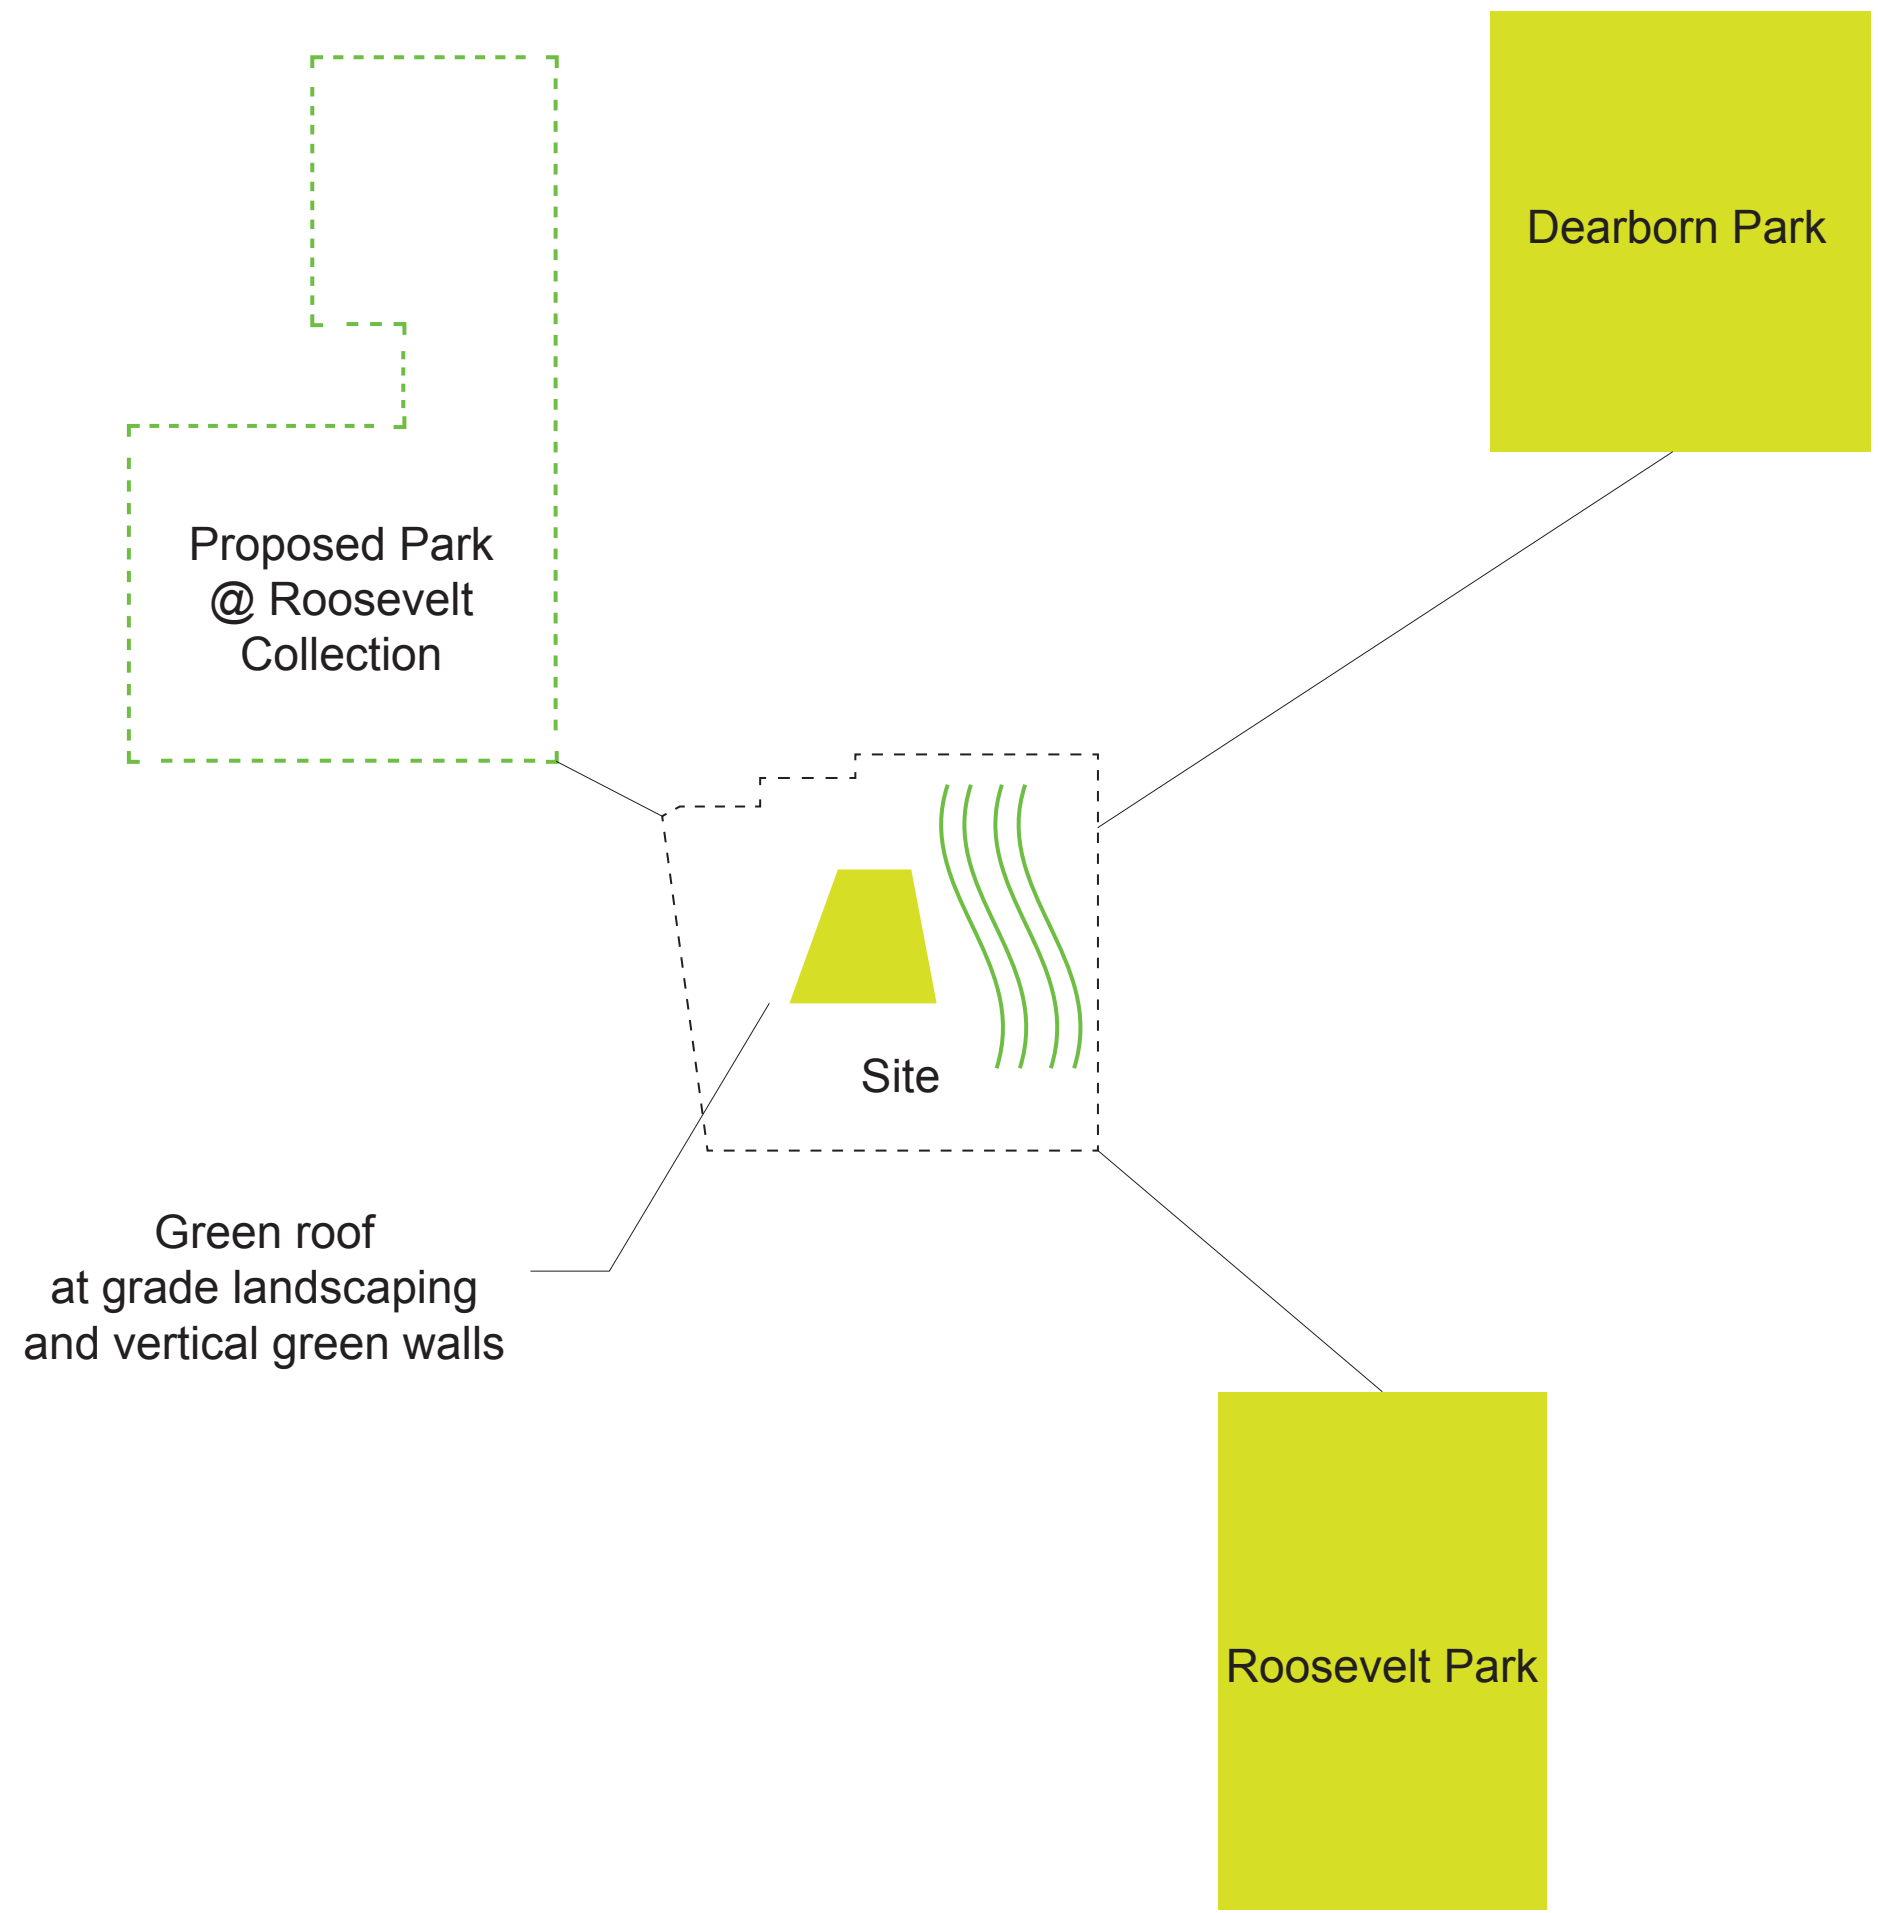 Dearborn Park
Proposed Park
@ Roosevelt
Collection
Site
Green roof
at grade landscaping
and vertical green walls
Roosevelt Park